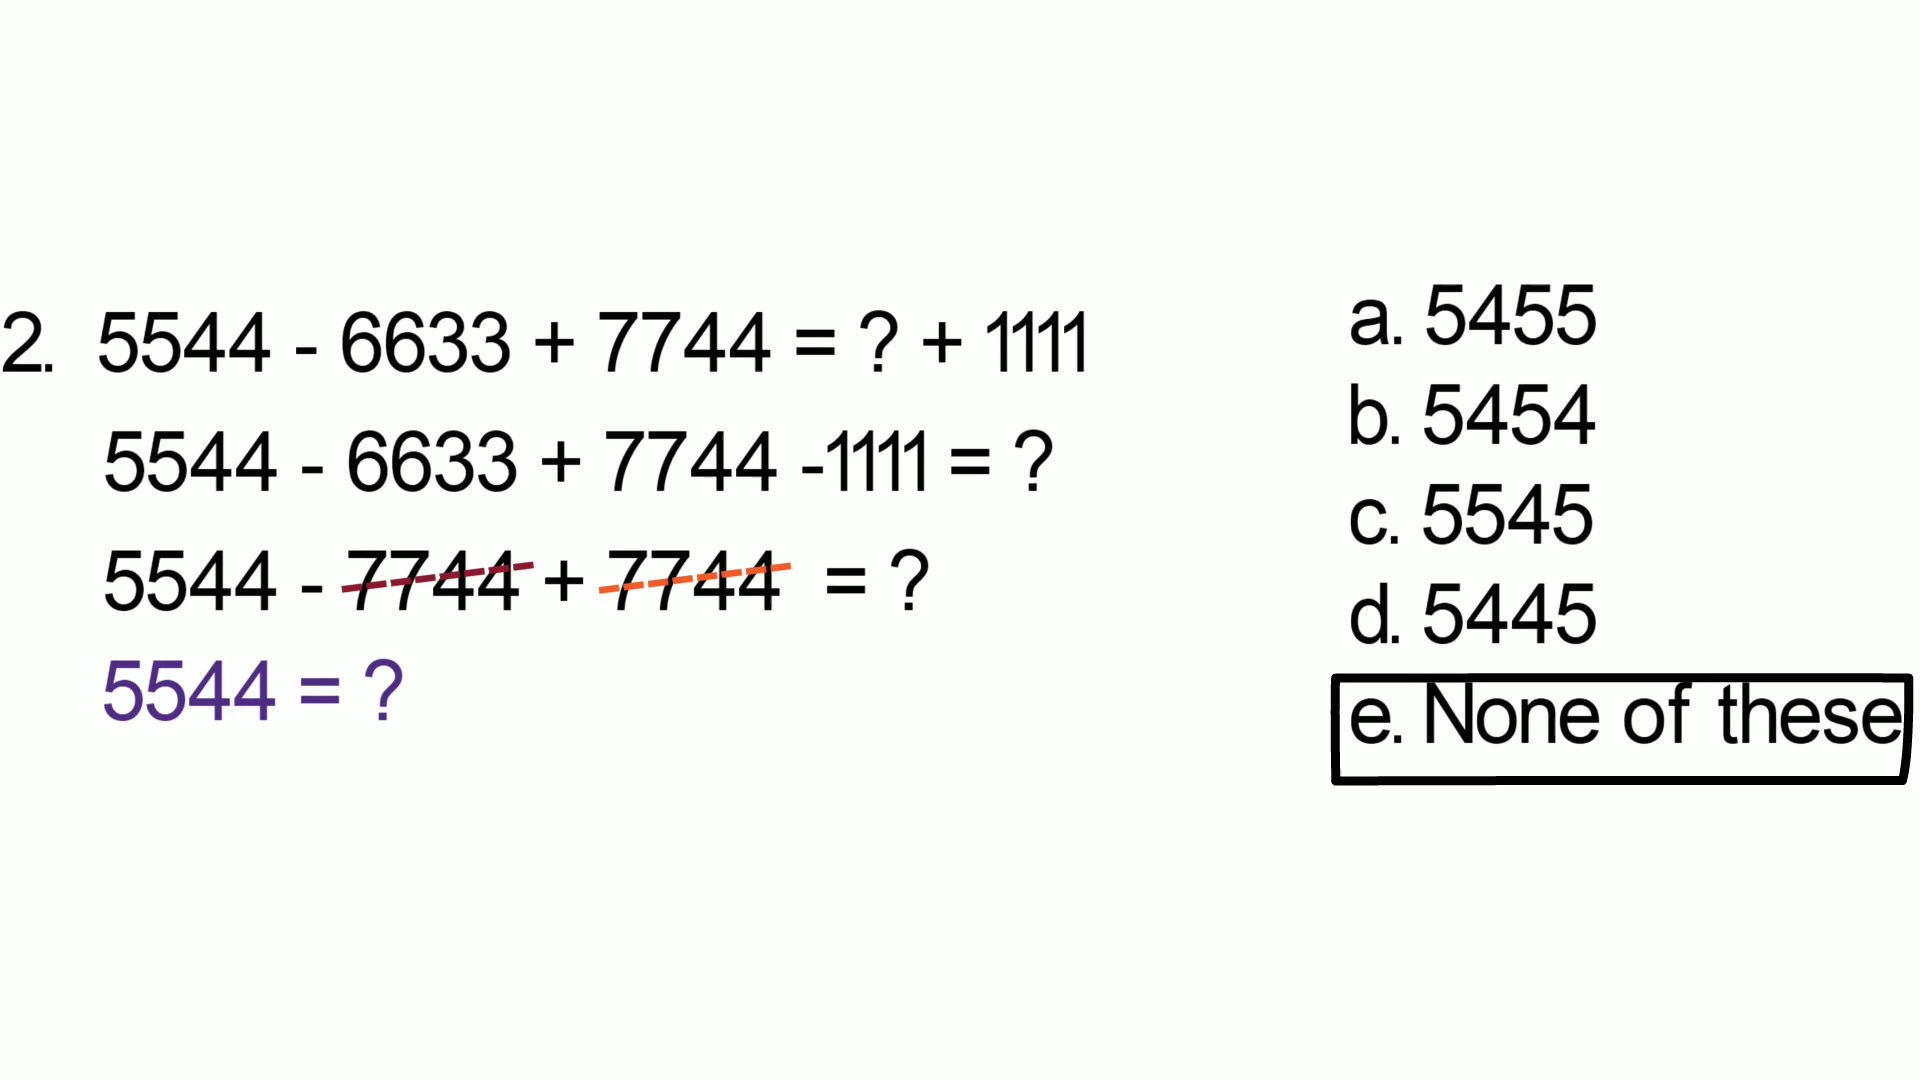 2. 5544 - 6633 + 7744 = ? + 1111
5544 - 6633 + 7744 -1111 = ?
5544 - 7744 + 7744 = ?
5544 = ?
a. 5455
b. 5454
c. 5545
d. 5445
e. None of these